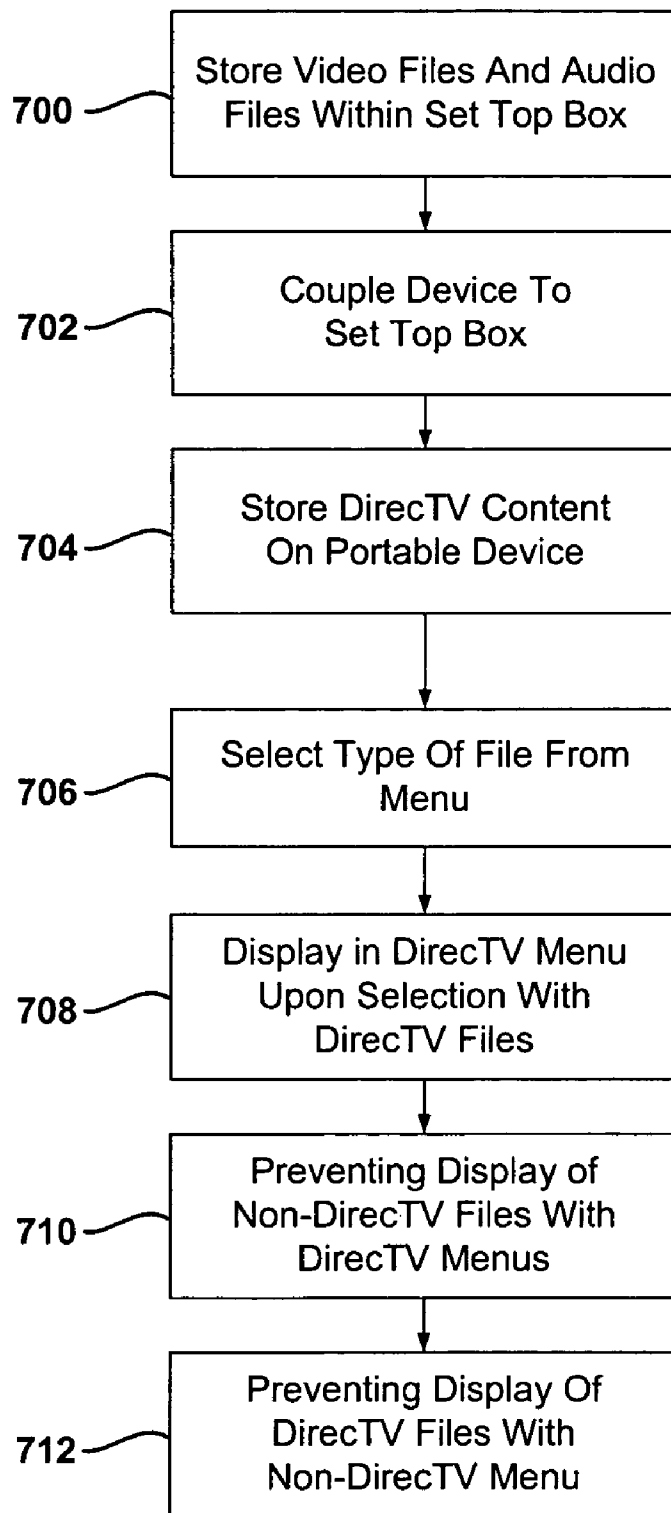 700
Store Video Files And Audio
Files Within Set Top Box
702
Couple Device To
Set Top Box
704
Store DirecTV Content
On Portable Device
706
Select Type Of File From
Menu
708
Display in DirecTV Menu
Upon Selection With
DirecTV Files
710
Preventing Display of
Non-DirecTV Files With
DirecTV Menus
712
Preventing Display Of
DirecTV Files With
Non-DirecTV Menu